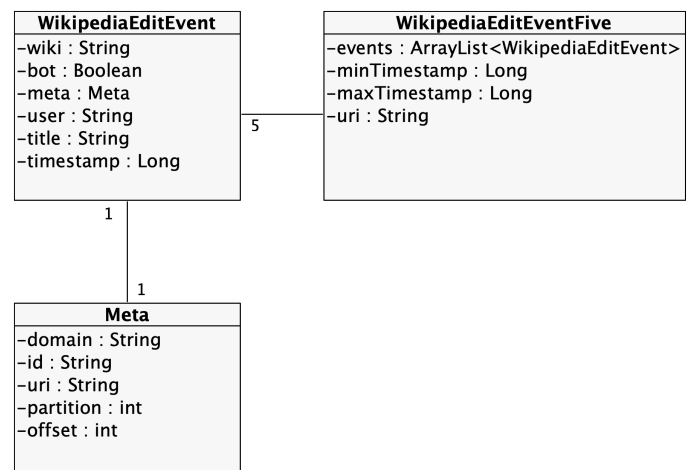 WikipediaEditEvent
-wiki : String
-bot : Boolean
-meta : Meta
-user : String
-title : String
-timestamp : Long
WikipediaEditEventFive
-events : ArrayList<WikipediaEditEvent>
-minTimestamp : Long
-maxTimestamp : Long
-uri : String
5
1
1
Meta
-domain : String
-id : String
-uri : String
-partition : int
-offset : int